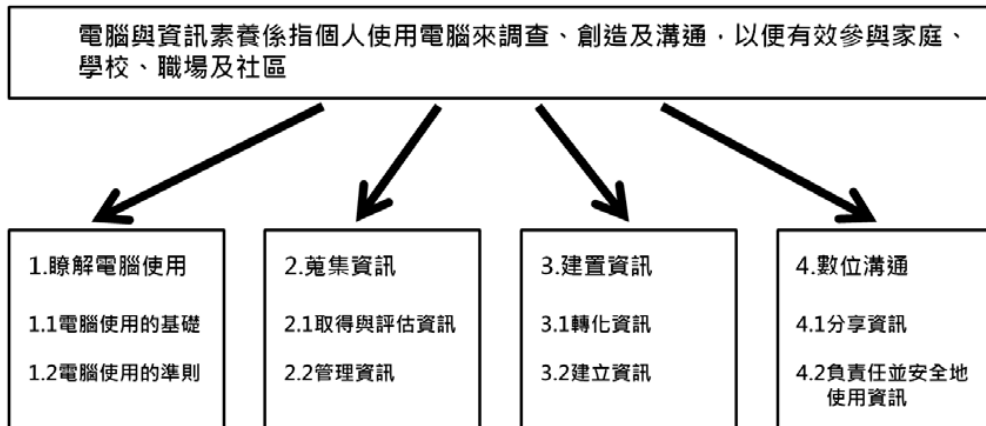 電腦與資訊素養係指個人使用電腦來調查、創造及溝通，以便有效參與家庭、
學校、職場及社區
1.瞭解電腦使用
1.1電腦使用的基礎
1.2電腦使用的準則
2.蒐集資訊
2.1取得與評估資訊
2.2管理資訊
3.建置資訊
3.1轉化資訊
3.2建立資訊
4.數位溝通
4.1分享資訊
4.2負責任並安全地
使用資訊